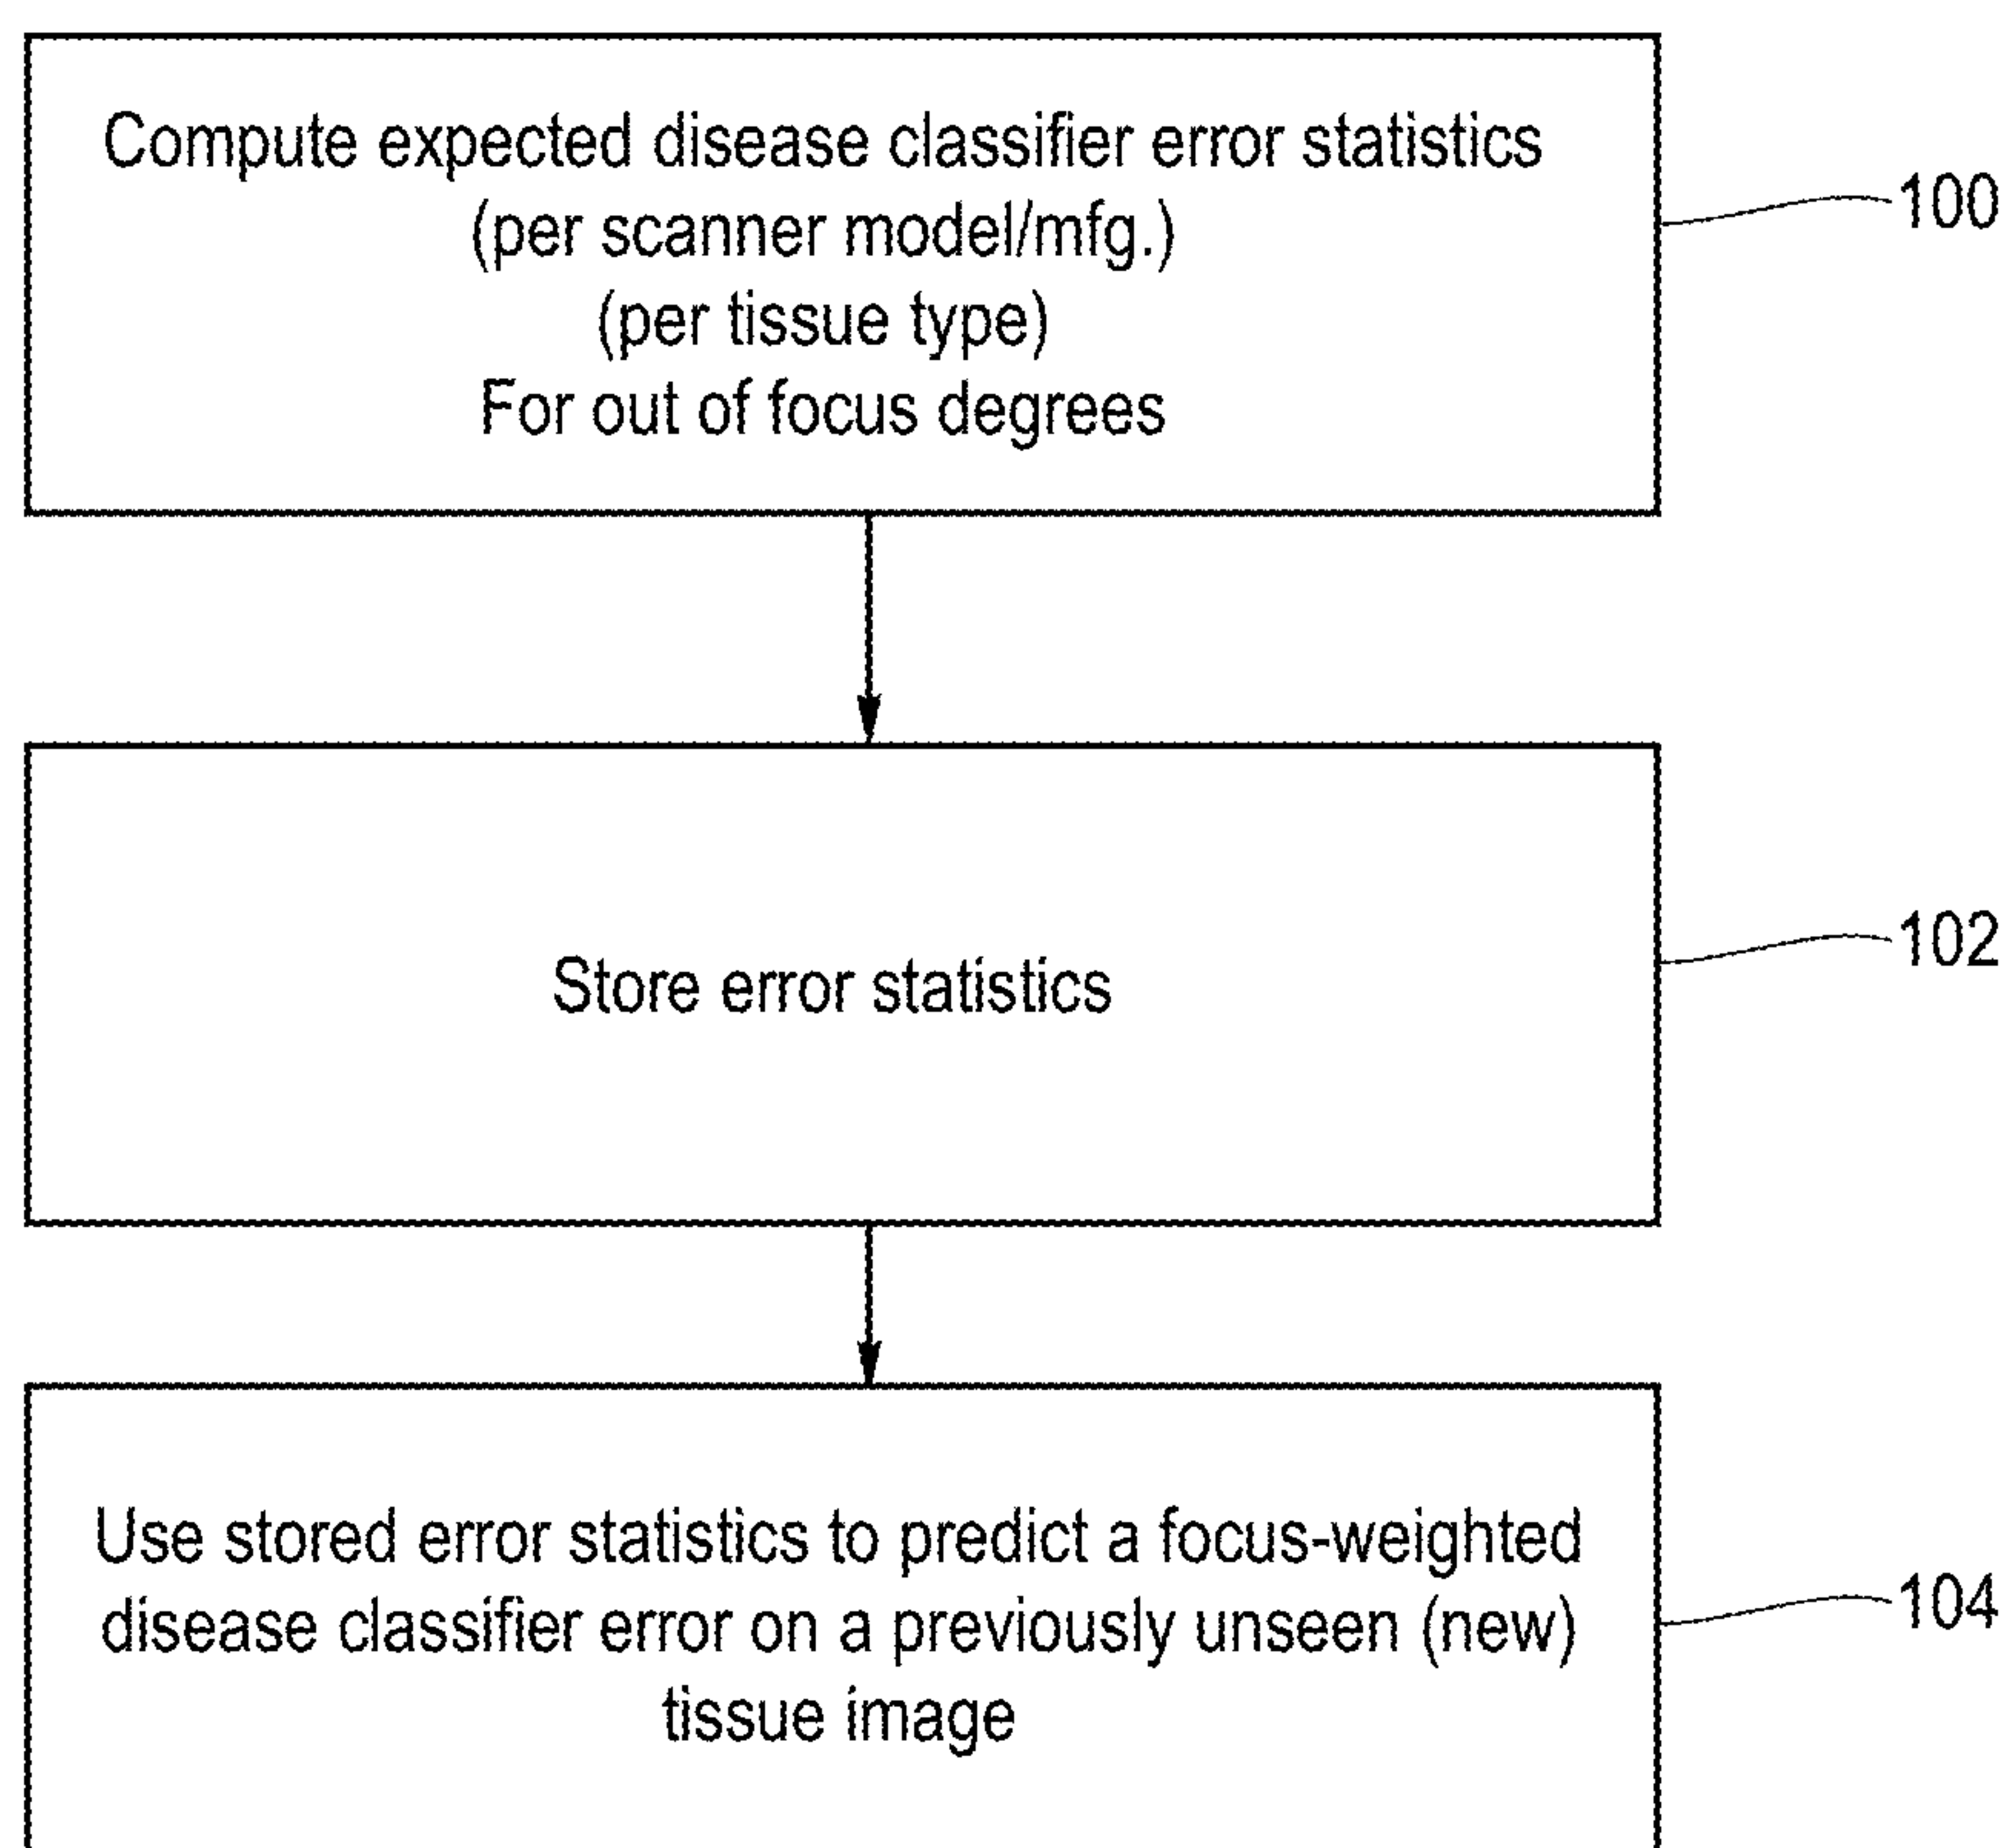 Compute expected disease classifier error statistics
(per scanner model/mfg.)
(per tissue type)
For out of focus degrees
100
Store error statistics
102
Use stored error statistics to predict a focus-weighted
disease classifier error on a previously unseen (new)
tissue image
104